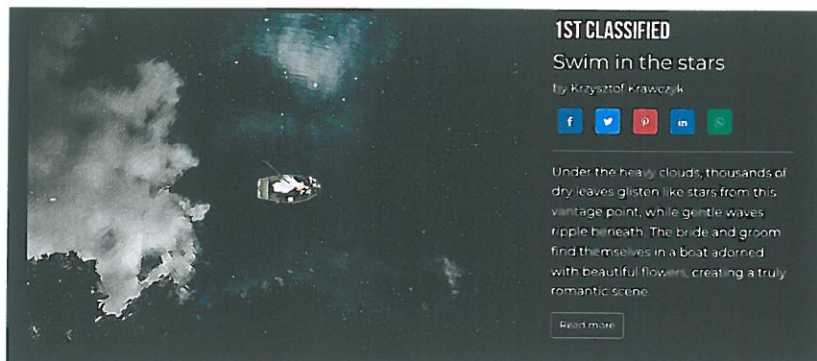 1ST CLASSIFIED
Swim in the stars
by Krzysztof Krawczyk
Under the heavy clouds, thousands of
dry leaves glisten like stars from this
vantage point, while gentle waves
ripple beneath. The bride and groom
find themselves in a boat adorned
with beautiful flowers, creating a truly
romantic scene.
Read more